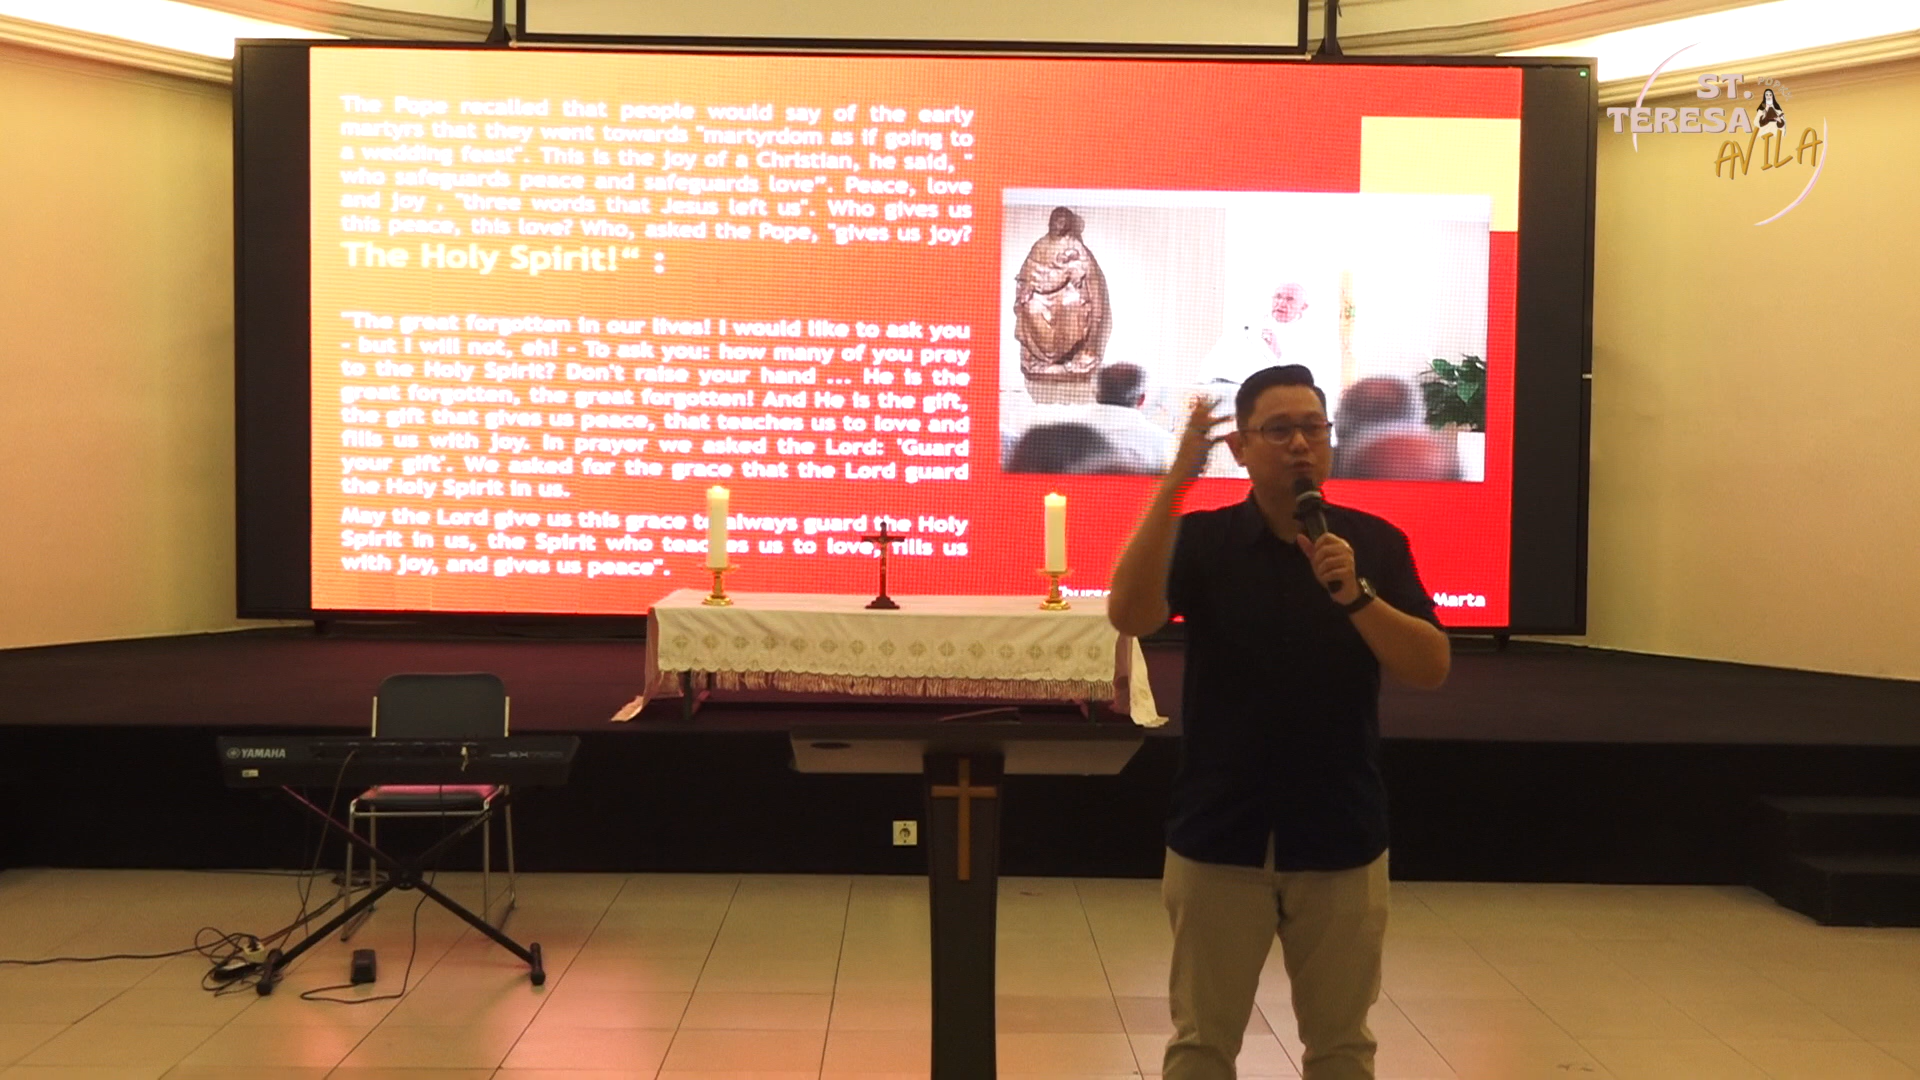 The Pope recalled that people would say of the early
martyrs that they went towards "martyrdom as if going to
a wedding feast". This is the joy of a Christian, he said, "
who safeguards peace and safeguards love”. Peace, love
and joy , "three words that Jesus left us". Who gives us
this peace, this love? Who, asked the Pope, "gives us joy?
The Holy Spirit!“ :
"The great forgotten in our lives! I would like to ask you
- but I will not, eh! - To ask you: how many of you pray
to the Holy Spirit? Don't raise your hand ... He is the
great forgotten, the great forgotten! And He is the gift,
the gift that gives us peace, that teaches us to love and
fills us with joy. In prayer we asked the Lord: 'Guard
your gift'. We asked for the grace that the Lord guard
the Holy Spirit in us.
May the Lord give us this grace to always guard the Holy
Spirit in us, the Spirit who teaches us to love, fills us
with joy, and gives us peace".
Marta
ST.
TERESA
AVILA
YAMAHA